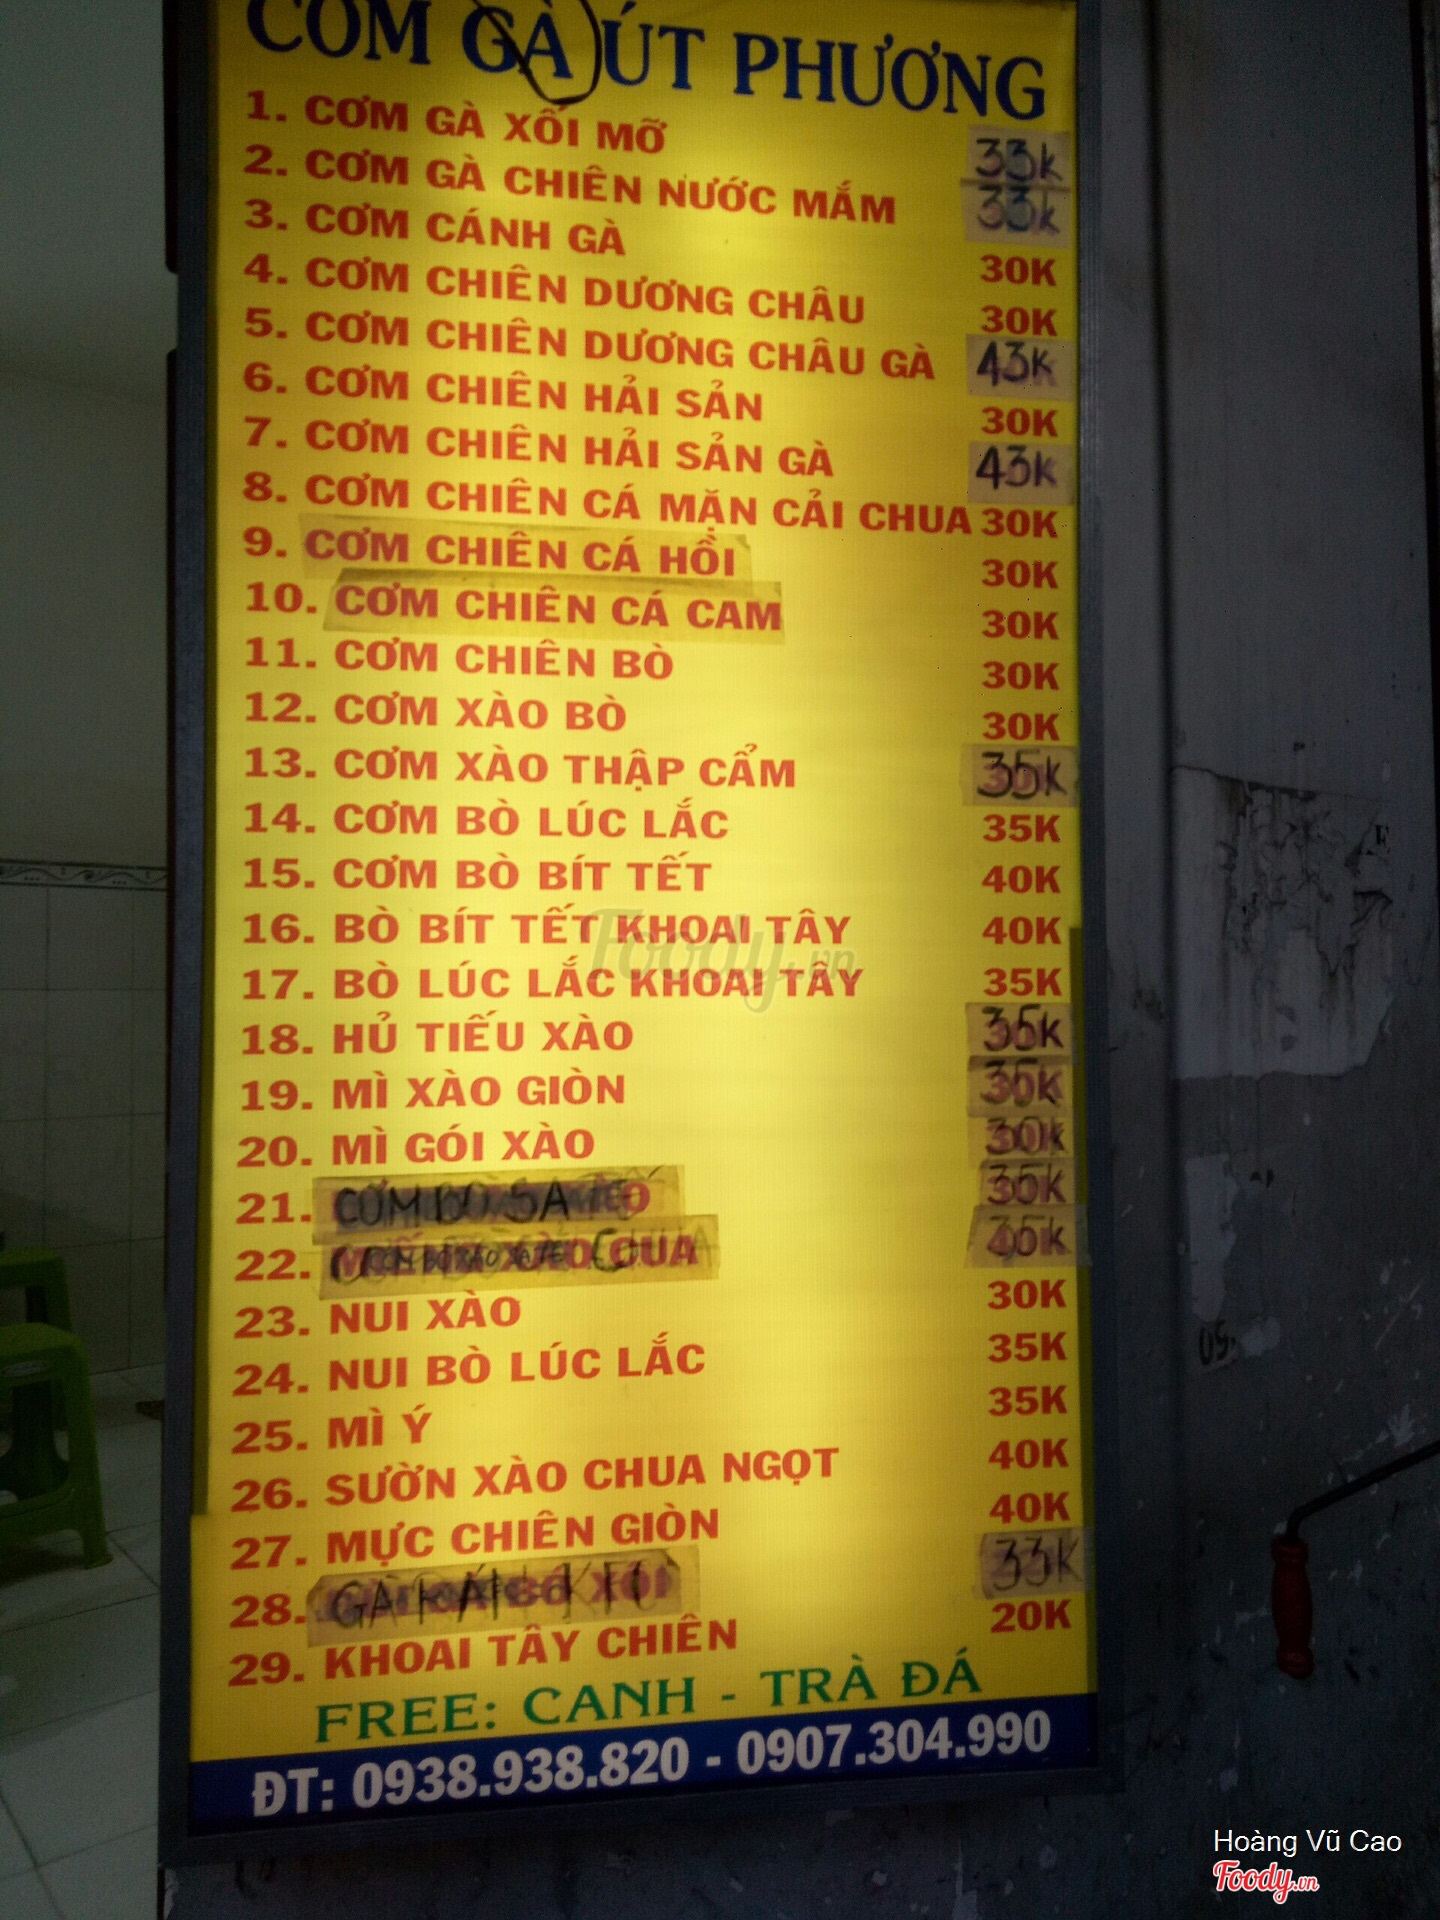 CƠM GÀ ÚT PHƯƠNG
1. CƠM GÀ XỐI MỠ 33k
2. CƠM GÀ CHIÊN NƯỚC MẮM 33k
3. CƠM CÁNH GÀ 30K
4. CƠM CHIÊN DƯƠNG CHÂU 30K
5. CƠM CHIÊN DƯƠNG CHÂU GÀ 43k
6. CƠM CHIÊN HẢI SẢN 30K
7. CƠM CHIÊN HẢI SẢN GÀ 43k
8. CƠM CHIÊN CÁ MẶN CẢI CHUA 30K
9. CƠM CHIÊN CÁ HỒI 30K
10. CƠM CHIÊN CÁ CAM 30K
11. CƠM CHIÊN BÒ 30K
12. CƠM XÀO BÒ 30K
13. CƠM XÀO THẬP CẨM 35k
14. CƠM BÒ LÚC LẮC 35K
15. CƠM BÒ BÍT TẾT 40K
16. BÒ BÍT TẾT KHOAI TÂY 40K
17. BÒ LÚC LẮC KHOAI TÂY 35K
18. HỦ TIẾU XÀO 35k
19. MÌ XÀO GIÒN 35k
20. MÌ GÓI XÀO 30k
21. CƠM BO SA TẾ 35k
22.
23. NUI XÀO 30K
24. NUI BÒ LÚC LẮC 35K
25. MÌ Ý 35K
26. SƯỜN XÀO CHUA NGỌT 40K
27. MỰC CHIÊN GIÒN 40K
28. GÀ 33K
29. KHOAI TÂY CHIÊN 20K
FREE: CANH - TRÀ ĐÁ
ĐT: 0938.938.820 - 0907.304.990
Foody.vn
Hoàng Vũ Cao
Foody.vn